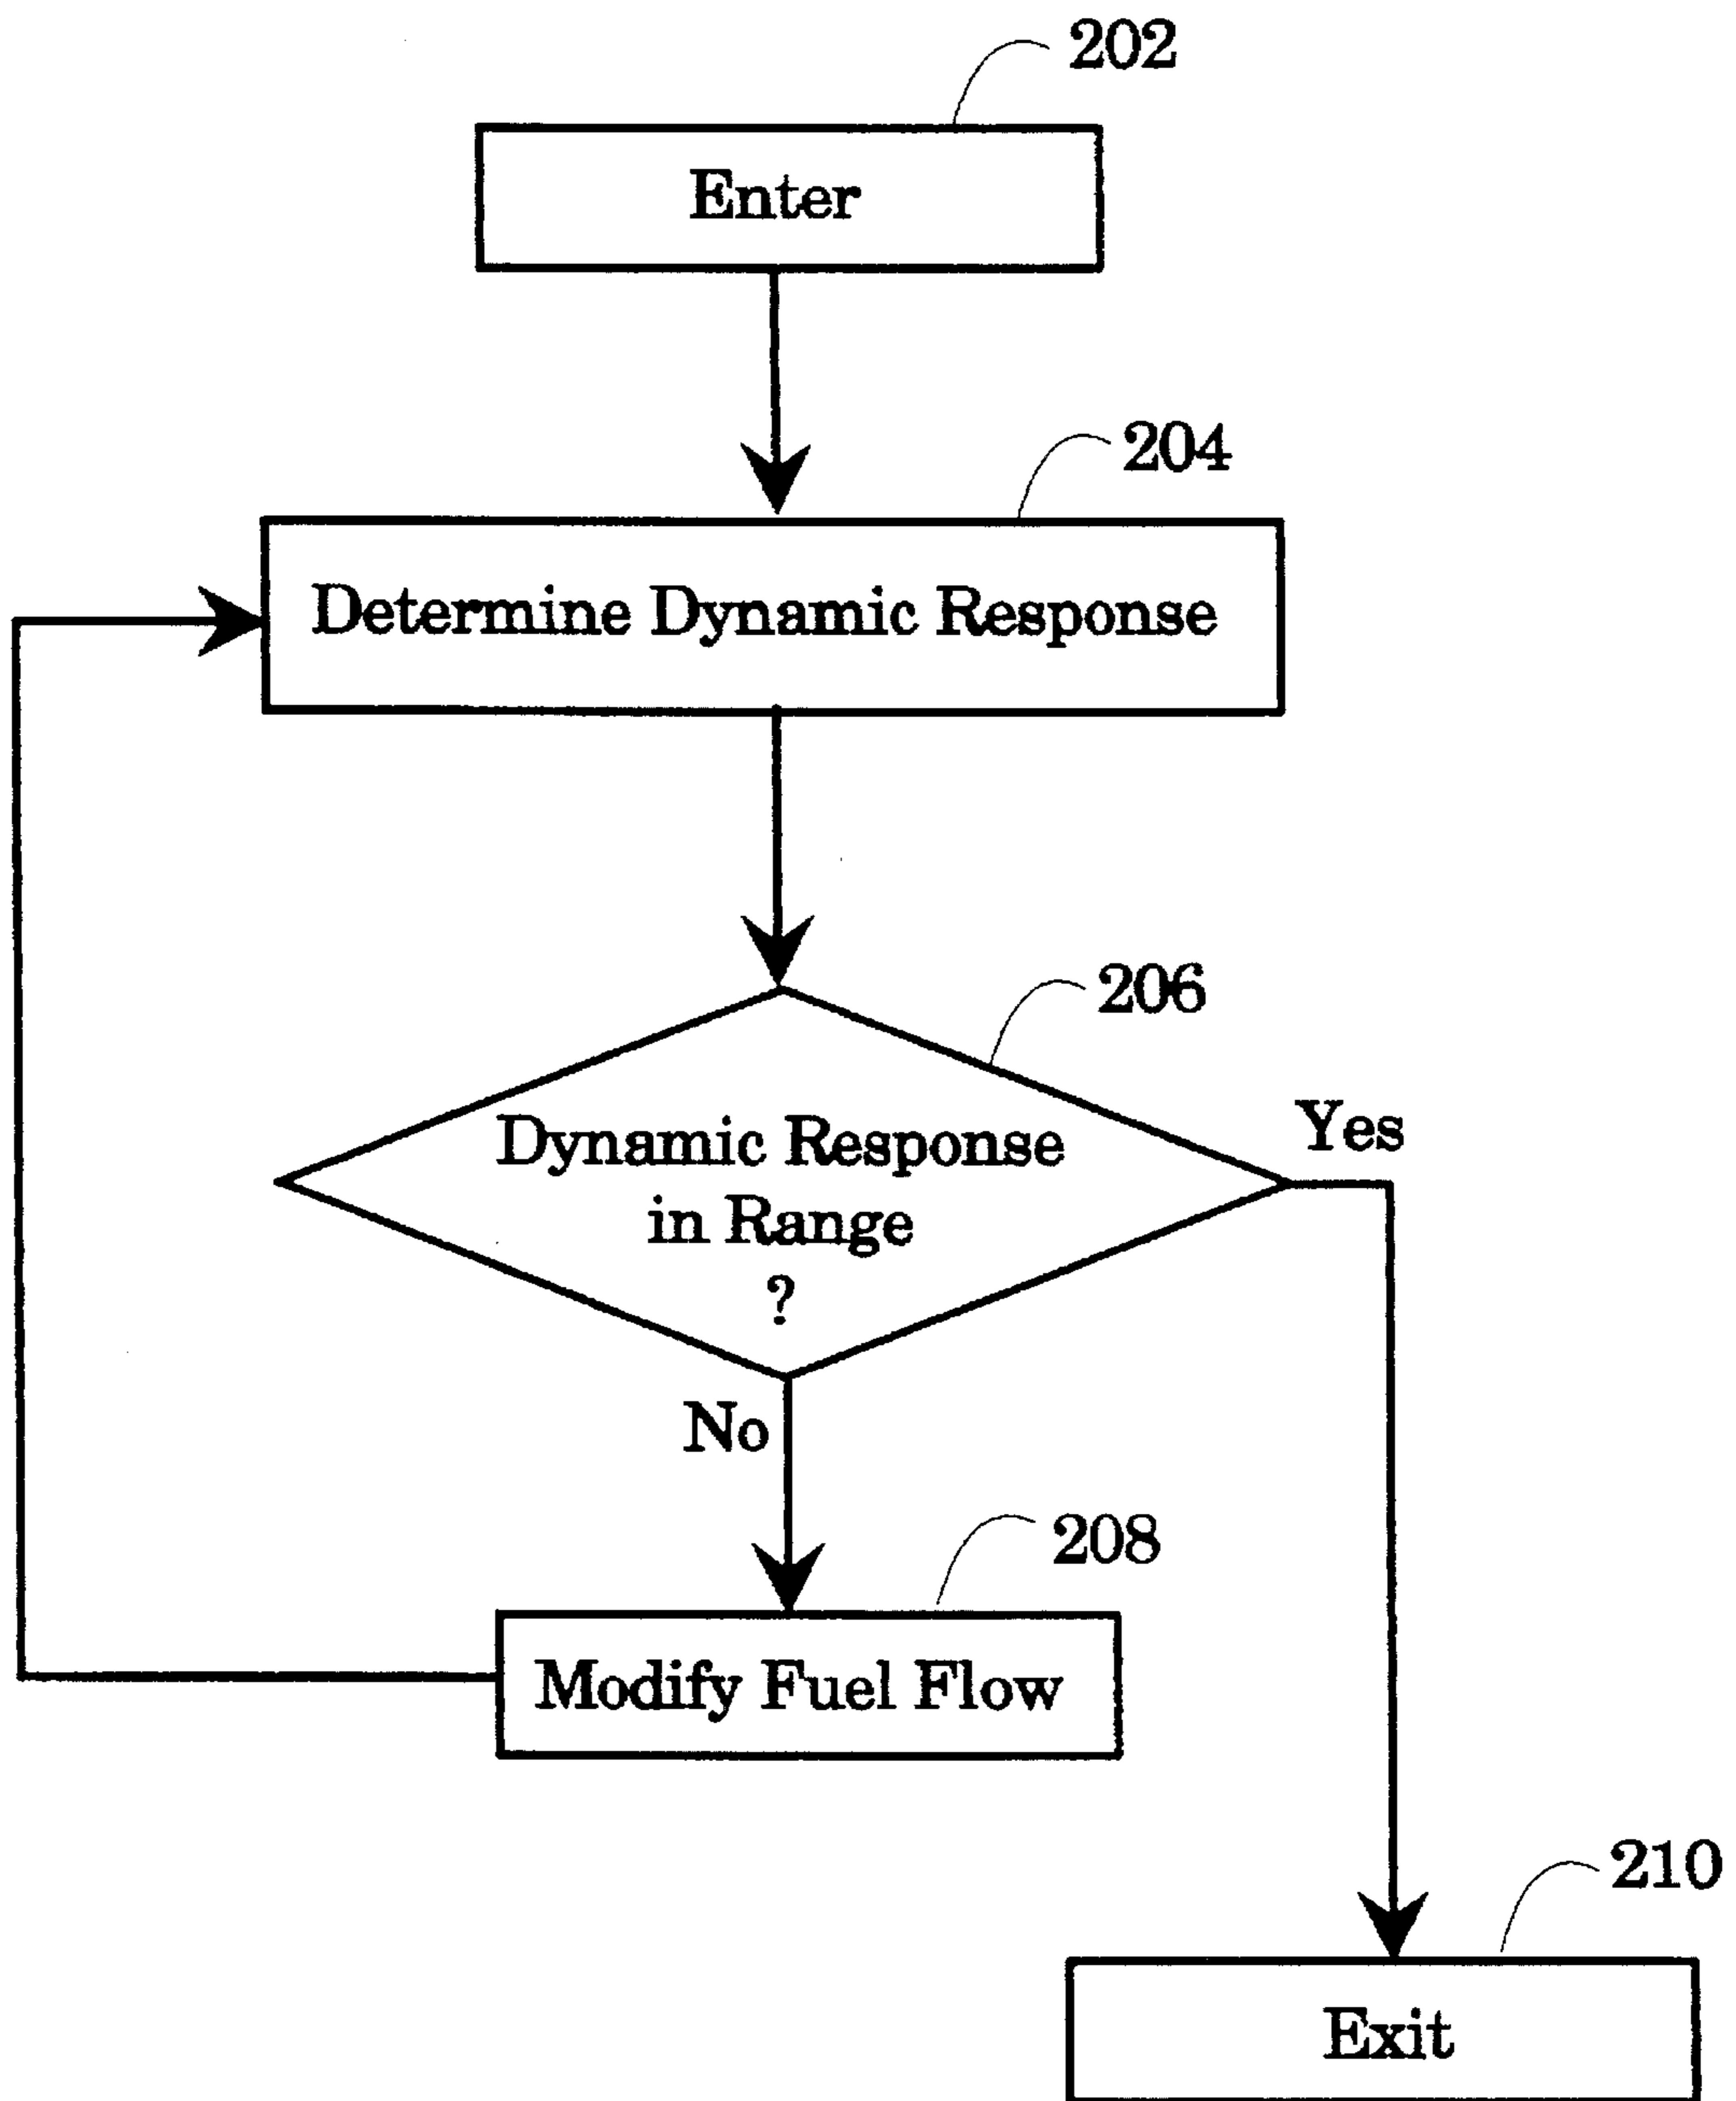 202
Enter
204
Determine Dynamic Response
206
Dynamic Response
in Range
?
Yes
No
208
Modify Fuel Flow
210
Exit